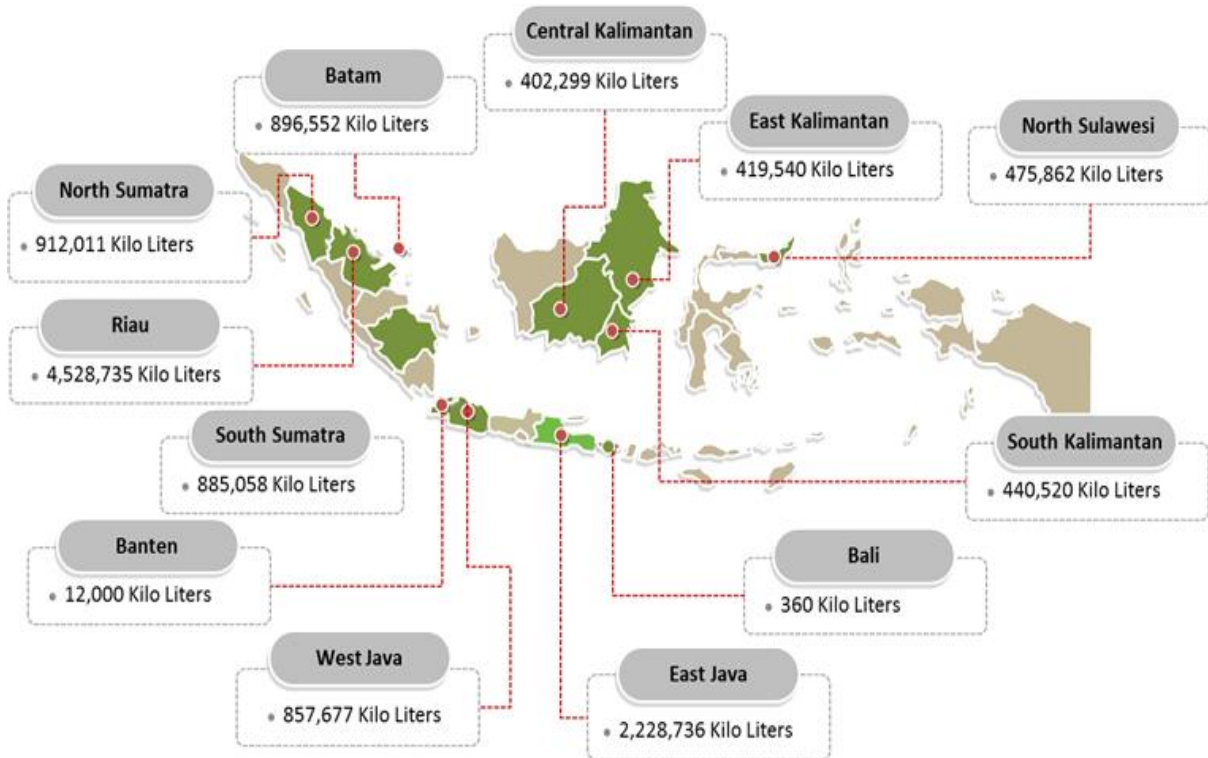 Central Kalimantan
• 402,299 Kilo Liters
Batam
• 896,552 Kilo Liters
East Kalimantan
• 419,540 Kilo Liters
North Sulawesi
• 475,862 Kilo Liters
North Sumatra
• 912,011 Kilo Liters
Riau
• 4,528,735 Kilo Liters
South Sumatra
• 885,058 Kilo Liters
South Kalimantan
• 440,520 Kilo Liters
Banten
• 12,000 Kilo Liters
Bali
• 360 Kilo Liters
West Java
• 857,677 Kilo Liters
East Java
• 2,228,736 Kilo Liters